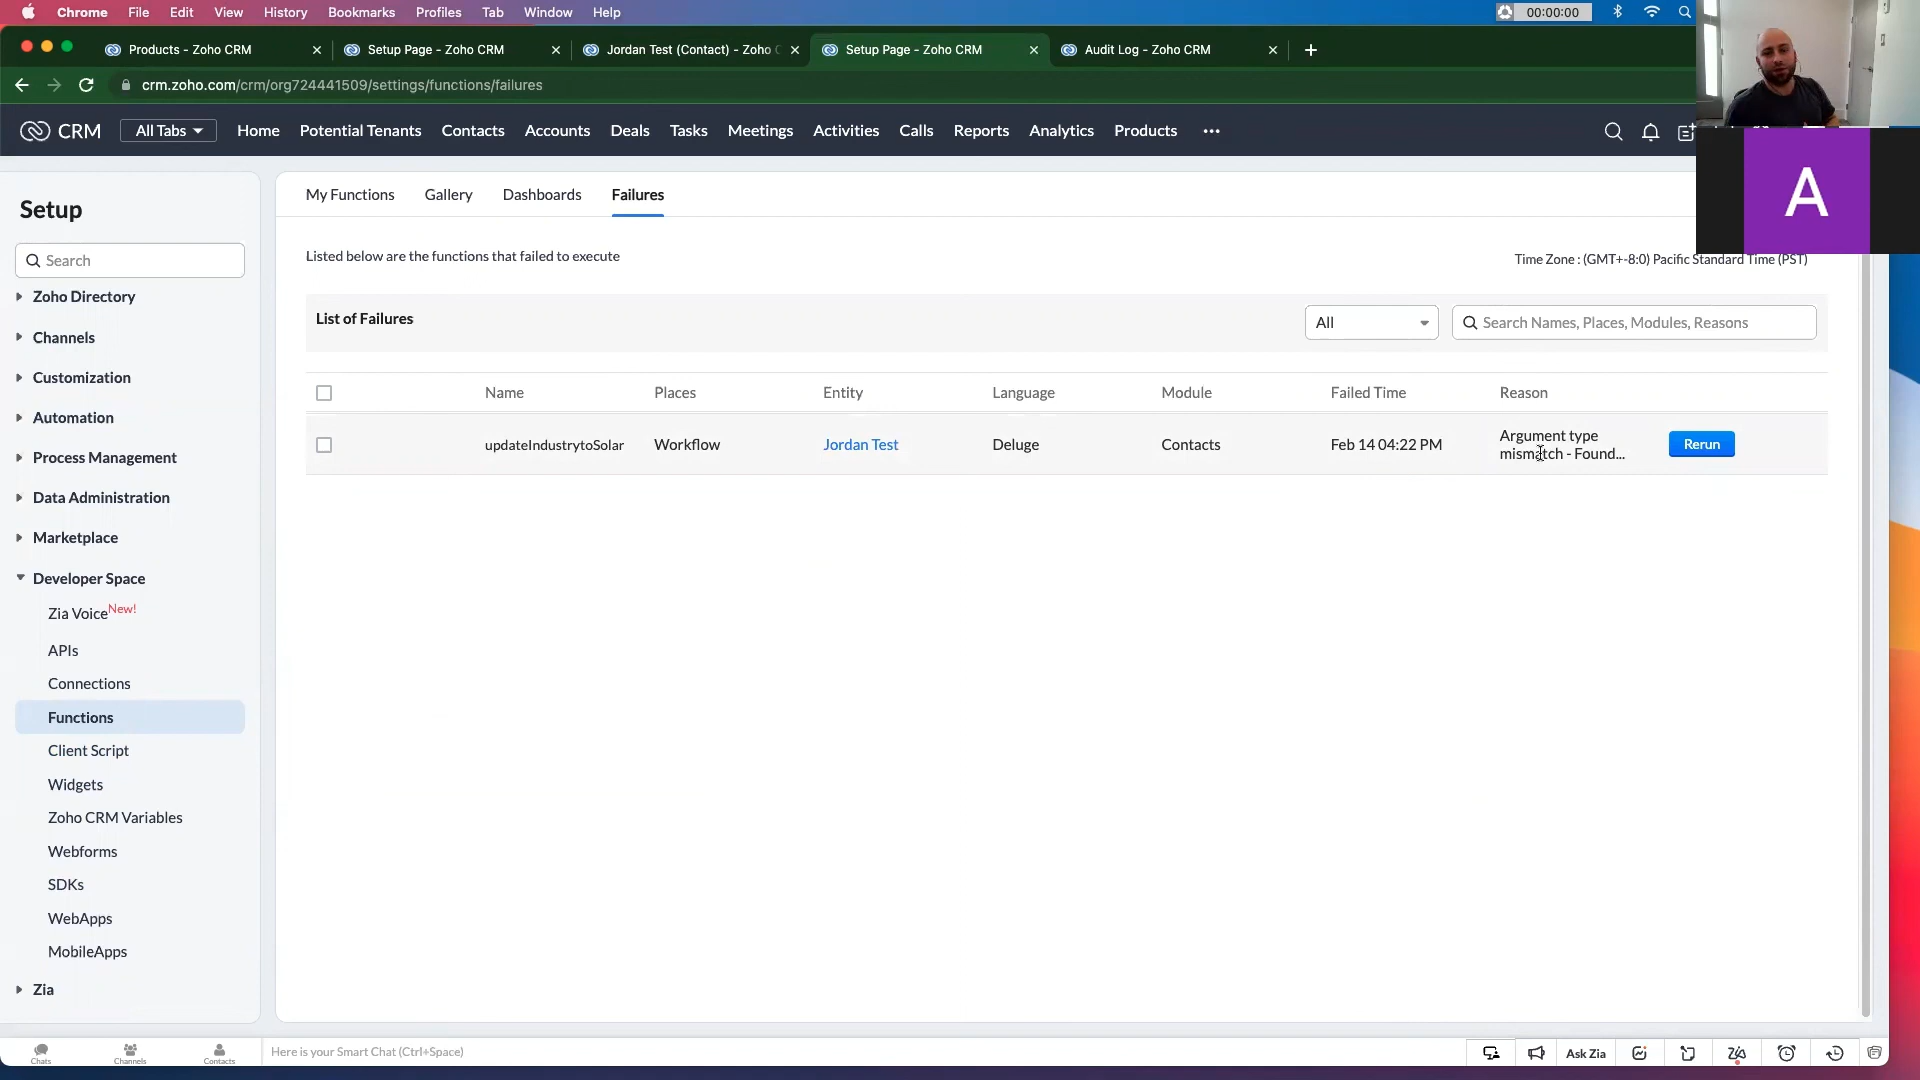 Chrome File Edit View History Bookmarks Profiles Tab Window Help 00:00:00
Products - Zoho CRM
Setup Page - Zoho CRM
Jordan Test (Contact) - Zoho C
Setup Page - Zoho CRM
Audit Log - Zoho CRM
crm.zoho.com/crm/org724441509/settings/functions/failures
CRM All Tabs Home Potential Tenants Contacts Accounts Deals Tasks Meetings Activities Calls Reports Analytics Products
A
Setup
Search
Zoho Directory
Channels
Customization
Automation
Process Management
Data Administration
Marketplace
Developer Space
Zia Voice New!
APIs
Connections
Functions
Client Script
Widgets
Zoho CRM Variables
Webforms
SDKs
WebApps
MobileApps
Zia
My Functions Gallery Dashboards Failures
Listed below are the functions that failed to execute
Time Zone : (GMT+-8:0) Pacific Standard Time (PST)
List of Failures
All
Search Names, Places, Modules, Reasons
Name Places Entity Language Module Failed Time Reason
updateIndustrytoSolar Workflow Jordan Test Deluge Contacts Feb 14 04:22 PM
Argument type
mismatch - Found...
Rerun
Chats Channels Contacts
Here is your Smart Chat (Ctrl+Space)
Ask Zia